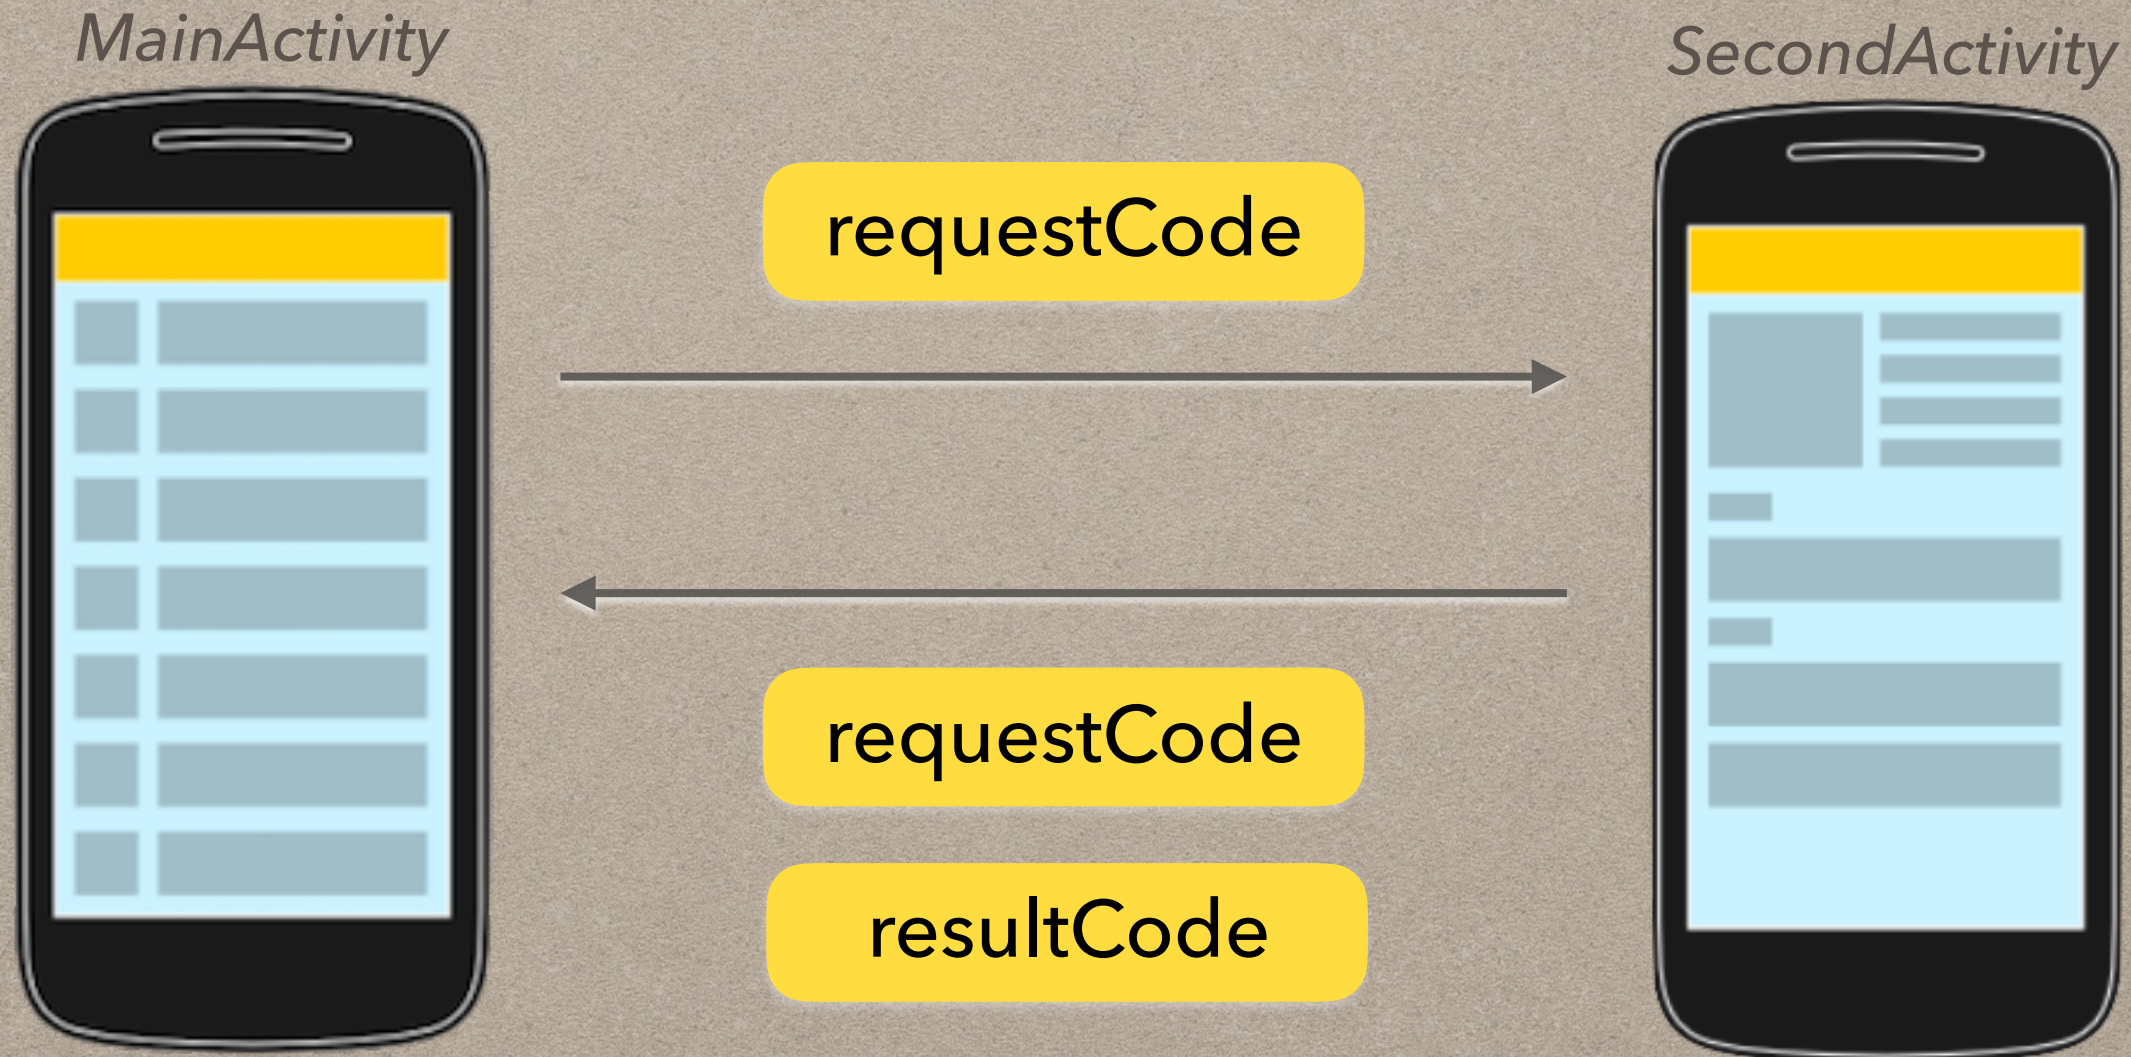 MainActivity
SecondActivity
requestCode
requestCode
resultCode